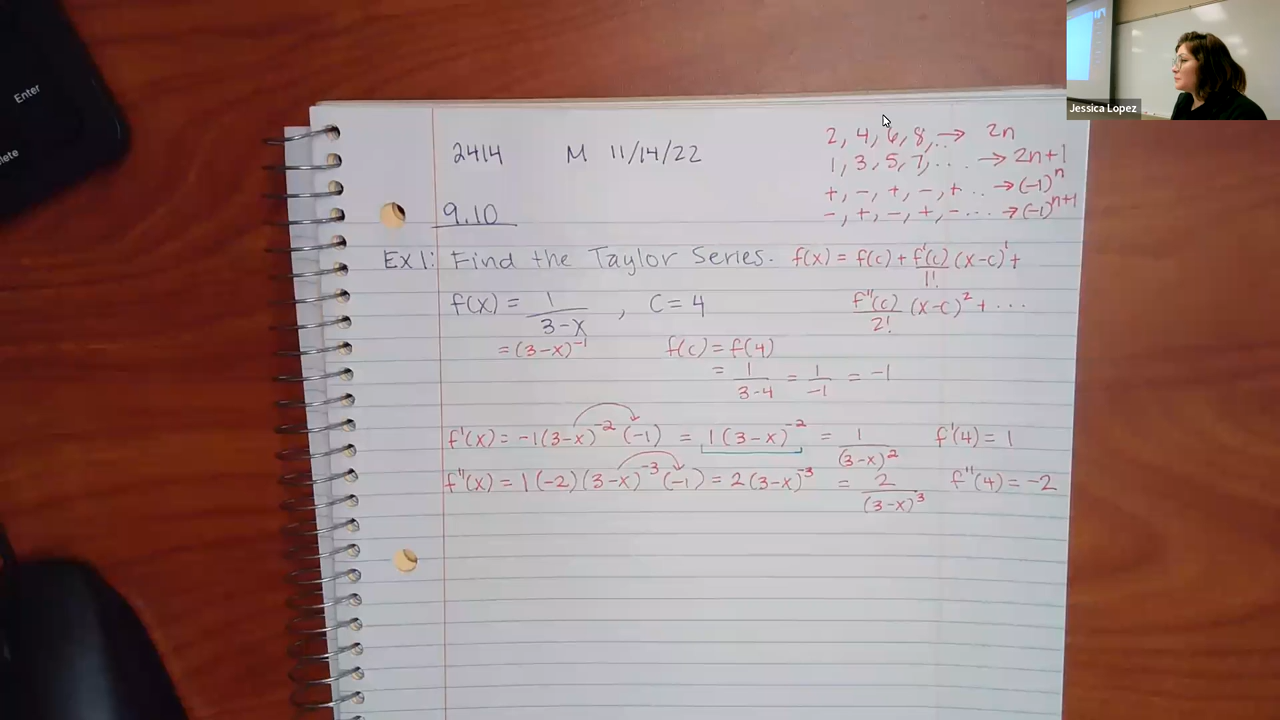 Enter
lete
Jessica Lopez
2414 M 11/14/22
2, 4, 6, 8, ... → 2n
1, 3, 5, 7, ... → 2n+1
+, -, +, -, + ... → (-1)^n
-, +, -, +, - ... → (-1)^{n+1}
9.10
Ex 1: Find the Taylor Series. f(x) = f(c) + f'(c)/1! (x-c)^1 +
f''(c)/2! (x-c)^2 + ...
f(x) = 1/(3-x) , c = 4
= (3-x)^{-1}
f(c) = f(4)
= 1/(3-4) = 1/-1 = -1
f'(x) = -1(3-x)^{-2} (-1) = 1(3-x)^{-2} = 1/(3-x)^2 f'(4) = 1
f''(x) = 1(-2)(3-x)^{-3} (-1) = 2(3-x)^{-3} = 2/(3-x)^3 f''(4) = -2